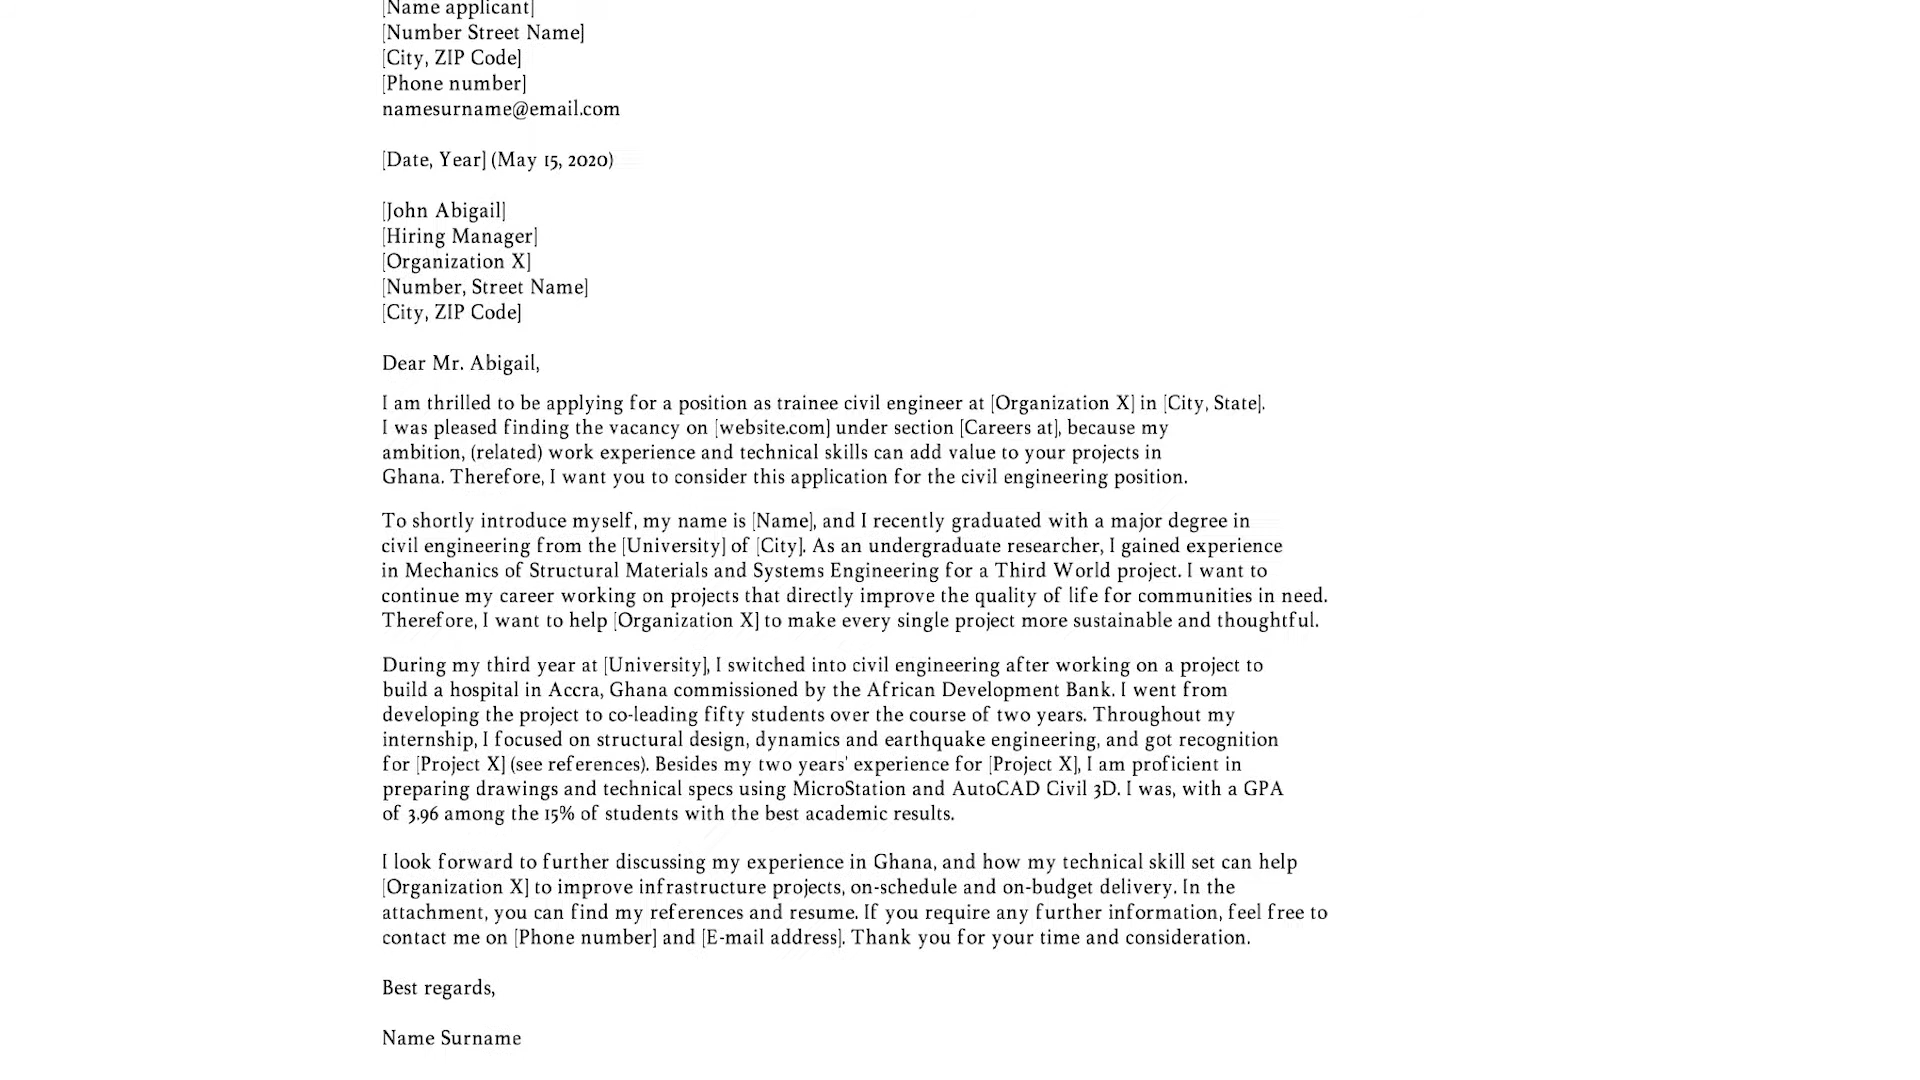 [Name applicant]
[Number Street Name]
[City, ZIP Code]
[Phone number]
namesurname@email.com
[Date, Year] (May 15, 2020)
[John Abigail]
[Hiring Manager]
[Organization X]
[Number, Street Name]
[City, ZIP Code]
Dear Mr. Abigail,
I am thrilled to be applying for a position as trainee civil engineer at [Organization X] in [City, State].
I was pleased finding the vacancy on [website.com] under section [Careers at], because my
ambition, (related) work experience and technical skills can add value to your projects in
Ghana. Therefore, I want you to consider this application for the civil engineering position.
To shortly introduce myself, my name is [Name], and I recently graduated with a major degree in
civil engineering from the [University] of [City]. As an undergraduate researcher, I gained experience
in Mechanics of Structural Materials and Systems Engineering for a Third World project. I want to
continue my career working on projects that directly improve the quality of life for communities in need.
Therefore, I want to help [Organization X] to make every single project more sustainable and thoughtful.
During my third year at [University], I switched into civil engineering after working on a project to
build a hospital in Accra, Ghana commissioned by the African Development Bank. I went from
developing the project to co-leading fifty students over the course of two years. Throughout my
internship, I focused on structural design, dynamics and earthquake engineering, and got recognition
for [Project X] (see references). Besides my two years' experience for [Project X], I am proficient in
preparing drawings and technical specs using MicroStation and AutoCAD Civil 3D. I was, with a GPA
of 3.96 among the 15% of students with the best academic results.
I look forward to further discussing my experience in Ghana, and how my technical skill set can help
[Organization X] to improve infrastructure projects, on-schedule and on-budget delivery. In the
attachment, you can find my references and resume. If you require any further information, feel free to
contact me on [Phone number] and [E-mail address]. Thank you for your time and consideration.
Best regards,
Name Surname